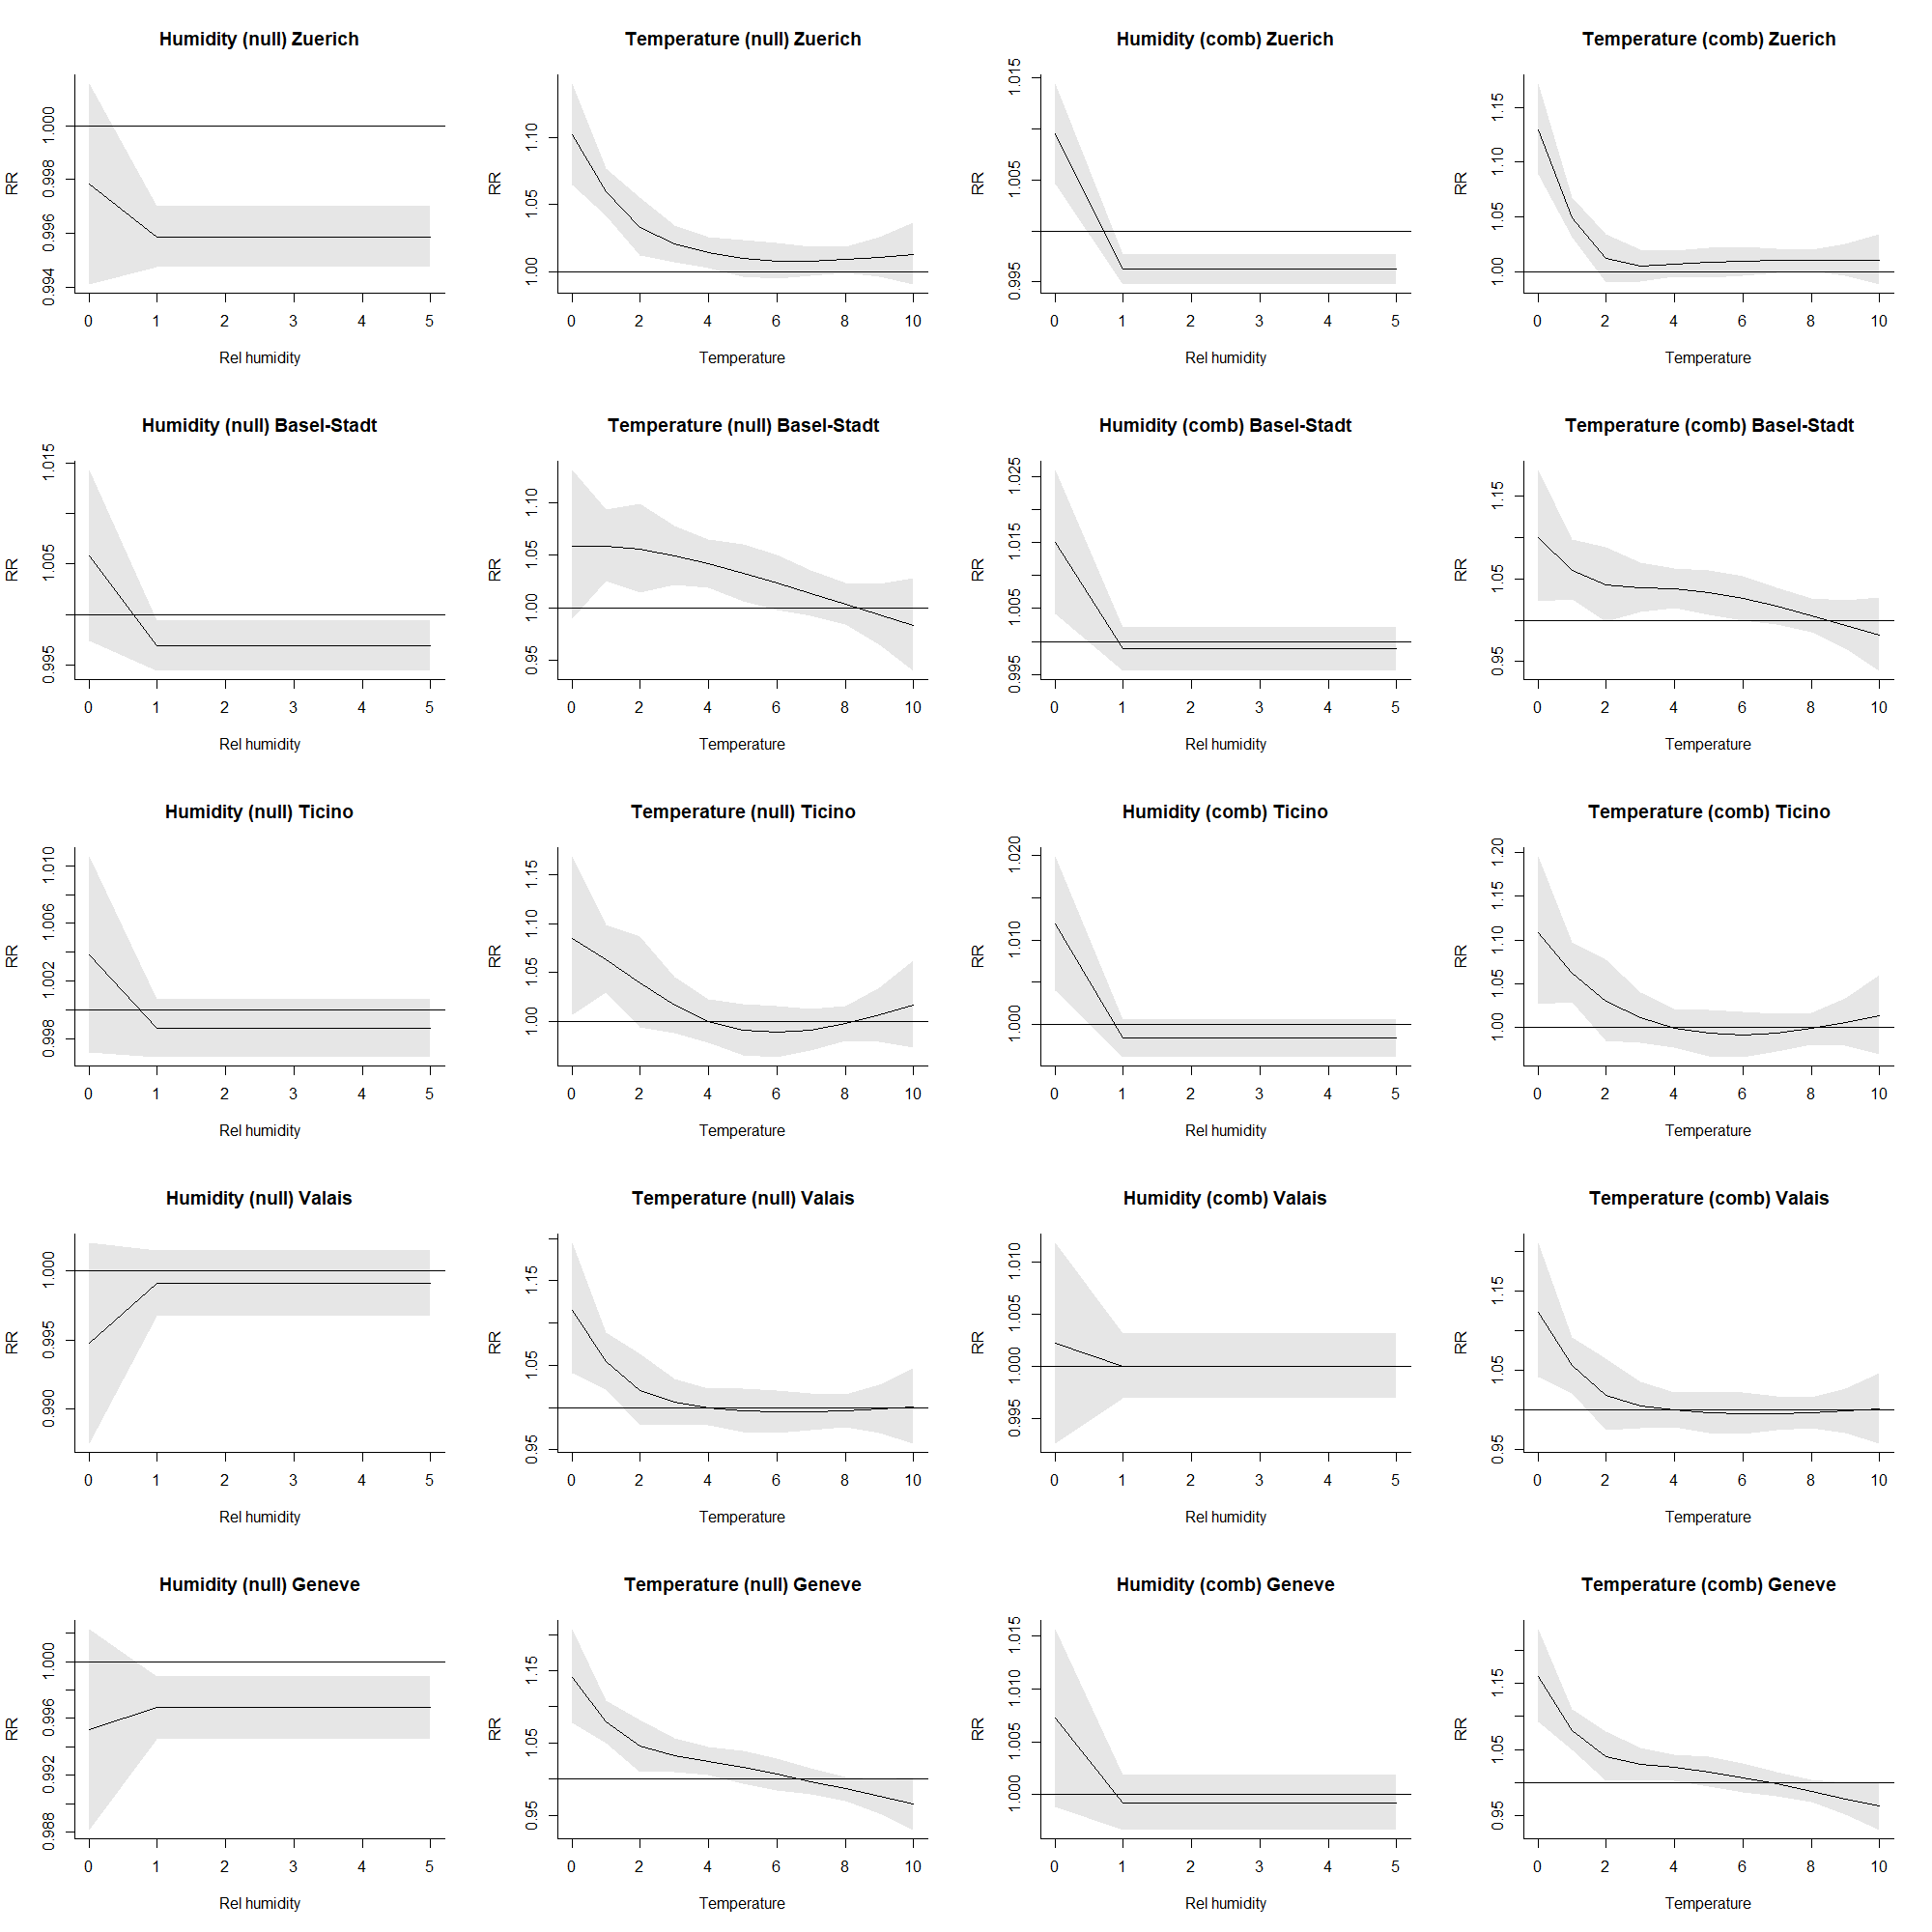 Humidity (null) Zuerich
RR
1.000
0.998
0.996
0.994
0 1 2 3 4 5
Rel humidity
Temperature (null) Zuerich
RR
1.10
1.05
1.00
0 2 4 6 8 10
Temperature
Humidity (comb) Zuerich
RR
1.015
1.005
0.995
0 1 2 3 4 5
Rel humidity
Temperature (comb) Zuerich
RR
1.15
1.10
1.05
1.00
0 2 4 6 8 10
Temperature
Humidity (null) Basel-Stadt
RR
1.015
1.005
0.995
0 1 2 3 4 5
Rel humidity
Temperature (null) Basel-Stadt
RR
1.10
1.05
1.00
0.95
0 2 4 6 8 10
Temperature
Humidity (comb) Basel-Stadt
RR
1.025
1.015
1.005
0.995
0 1 2 3 4 5
Rel humidity
Temperature (comb) Basel-Stadt
RR
1.15
1.05
0.95
0 2 4 6 8 10
Temperature
Humidity (null) Ticino
RR
1.010
1.006
1.002
0.998
0 1 2 3 4 5
Rel humidity
Temperature (null) Ticino
RR
1.15
1.10
1.05
1.00
0 2 4 6 8 10
Temperature
Humidity (comb) Ticino
RR
1.020
1.010
1.000
0 1 2 3 4 5
Rel humidity
Temperature (comb) Ticino
RR
1.20
1.15
1.10
1.05
1.00
0 2 4 6 8 10
Temperature
Humidity (null) Valais
RR
1.000
0.995
0.990
0 1 2 3 4 5
Rel humidity
Temperature (null) Valais
RR
1.15
1.05
0.95
0 2 4 6 8 10
Temperature
Humidity (comb) Valais
RR
1.010
1.005
1.000
0.995
0 1 2 3 4 5
Rel humidity
Temperature (comb) Valais
RR
1.15
1.05
0.95
0 2 4 6 8 10
Temperature
Humidity (null) Geneve
RR
1.000
0.996
0.992
0.988
0 1 2 3 4 5
Rel humidity
Temperature (null) Geneve
RR
1.15
1.05
0.95
0 2 4 6 8 10
Temperature
Humidity (comb) Geneve
RR
1.015
1.010
1.005
1.000
0 1 2 3 4 5
Rel humidity
Temperature (comb) Geneve
RR
1.15
1.05
0.95
0 2 4 6 8 10
Temperature